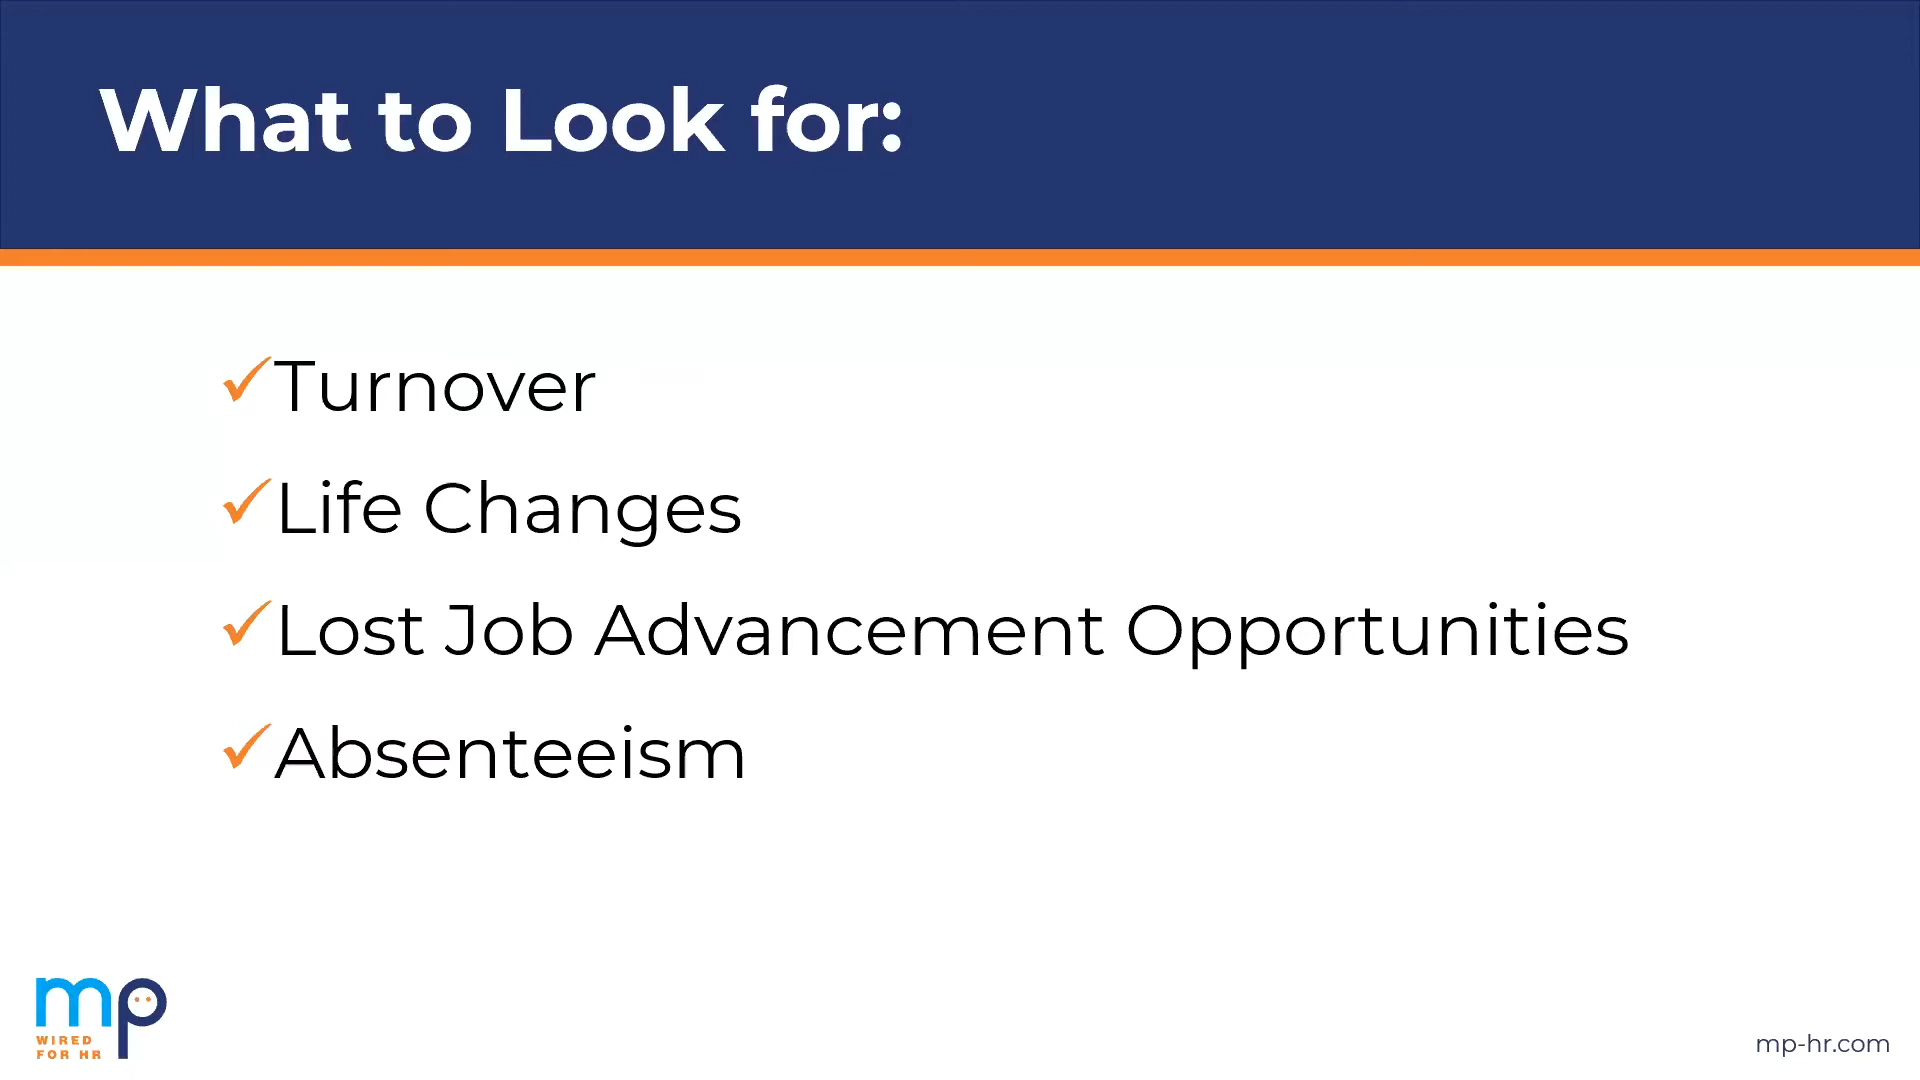 What to Look for:
✓Turnover
✓Life Changes
✓Lost Job Advancement Opportunities
✓Absenteeism
mp
WIRED
FOR HR
mp-hr.com